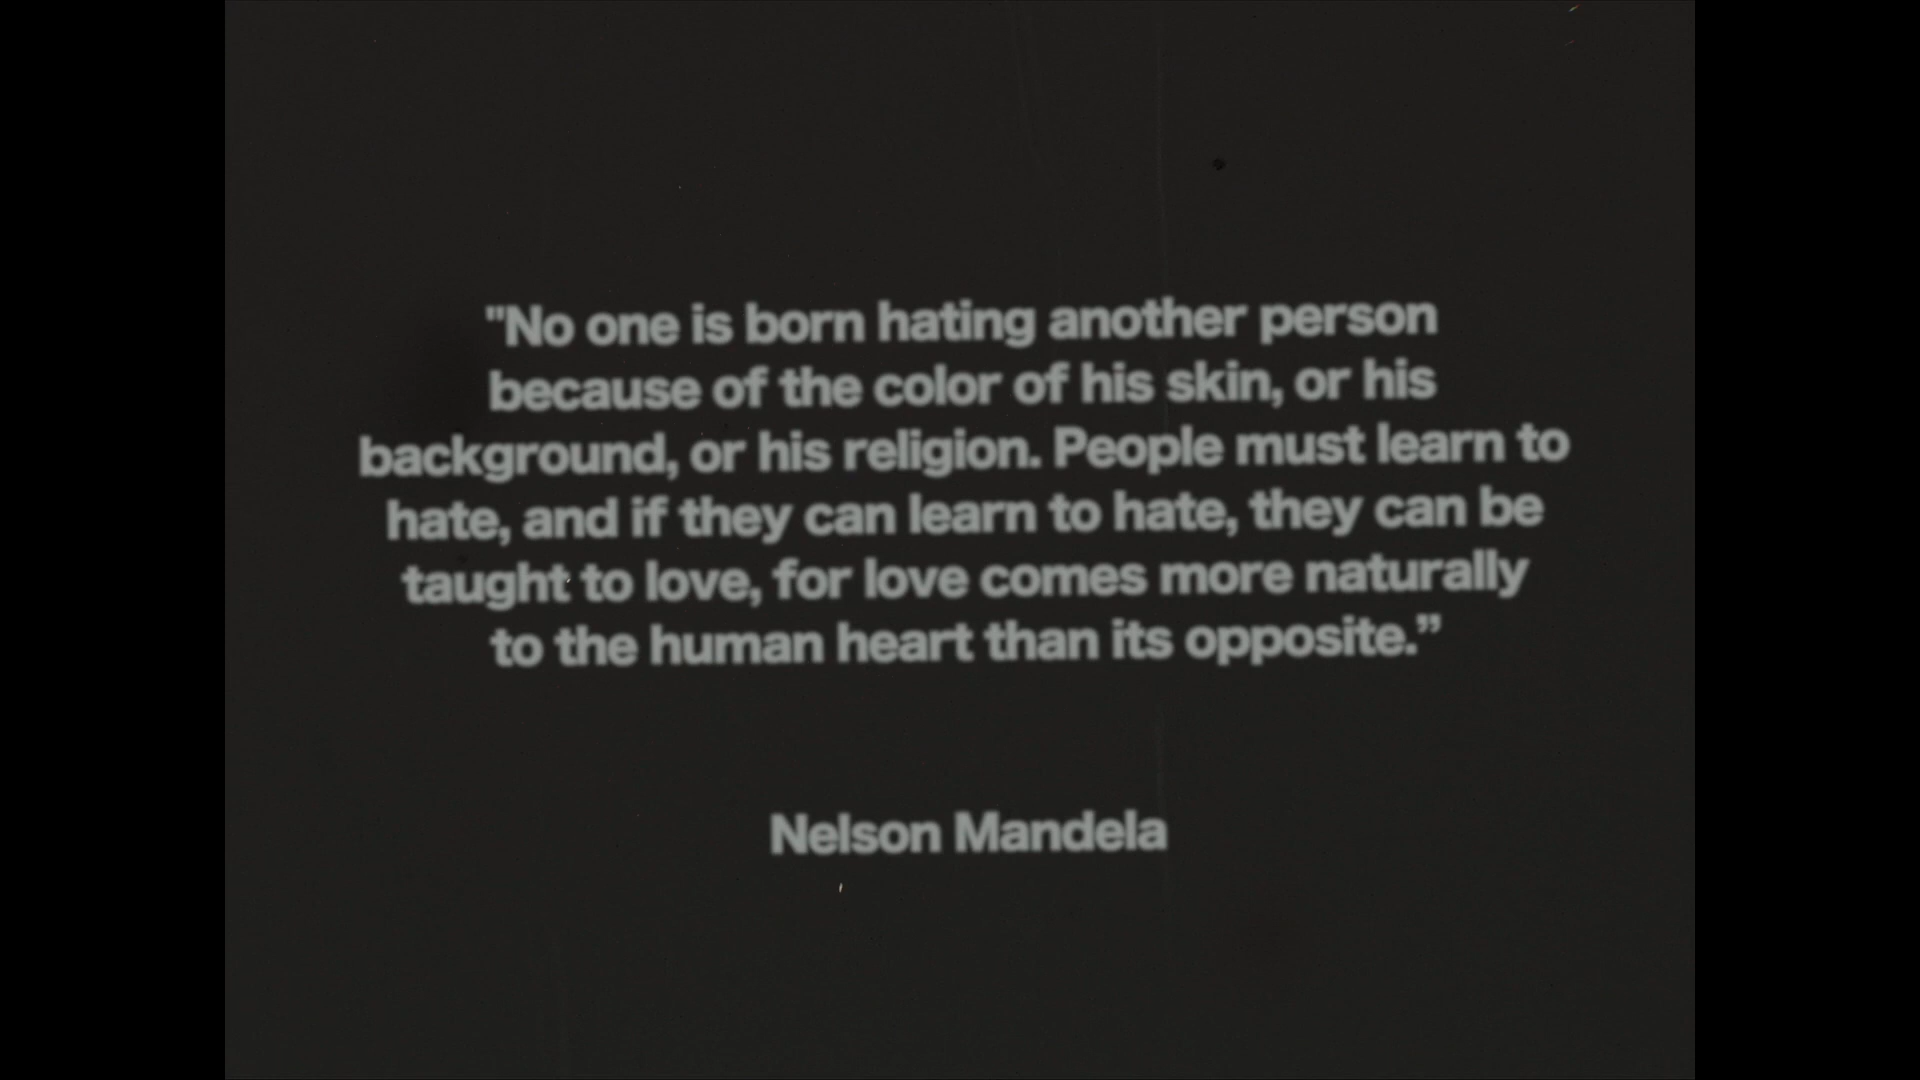 "No one is born hating another person
because of the color of his skin, or his
background, or his religion. People must learn to
hate, and if they can learn to hate, they can be
taught to love, for love comes more naturally
to the human heart than its opposite.”
Nelson Mandela